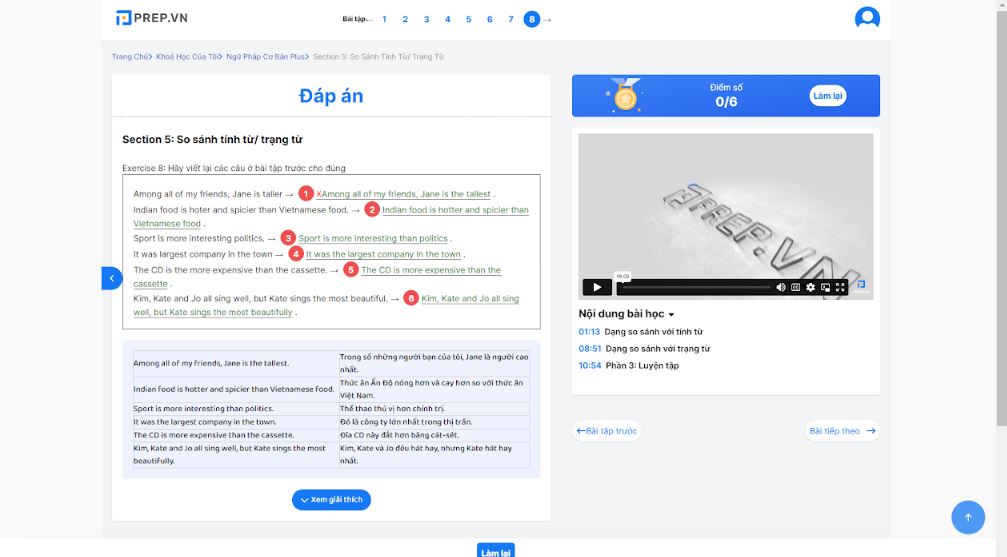 PREP.VN
Bài tập ← 1 2 3 4 5 6 7 8 →
Trang Chủ> Khoá Học Của Tôi> Ngữ Pháp Cơ Bản Plus> Section 5: So Sánh Tính Từ/ Trạng Từ
Đáp án
Section 5: So sánh tính từ/ trạng từ
Exercise 8: Hãy viết lại các câu ở bài tập trước cho đúng
Among all of my friends, Jane is taller → 1 KAmong all of my friends, Jane is the tallest .
Indian food is hoter and spicier than Vietnamese food. → 2 Indian food is hotter and spicier than
Vietnamese food .
Sport is more interesting politics. → 3 Sport is more interesting than politics .
It was largest company in the town → 4 It was the largest company in the town .
The CD is the more expensive than the cassette. → 5 The CD is more expensive than the
cassette .
Kim, Kate and Jo all sing well, but Kate sings the most beautiful. → 6 Kim, Kate and Jo all sing
well, but Kate sings the most beautifully .
Among all of my friends, Jane is the tallest.
Trong số những người bạn của tôi, Jane là người cao
nhất.
Indian food is hotter and spicier than Vietnamese food.
Thức ăn Ấn Độ nóng hơn và cay hơn so với thức ăn
Việt Nam.
Sport is more interesting than politics.
Thể thao thú vị hơn chính trị.
It was the largest company in the town.
Đó là công ty lớn nhất trong thị trấn.
The CD is more expensive than the cassette.
Đĩa CD này đắt hơn băng cát-sét.
Kim, Kate and Jo all sing well, but Kate sings the most
beautifully.
Kim, Kate và Jo đều hát hay, nhưng Kate hát hay
nhất.
Xem giải thích
Làm lại
Điểm số
0/6
Làm lại
PREP.VN
16:03
Nội dung bài học
01:13 Dạng so sánh với tính từ
08:51 Dạng so sánh với trạng từ
10:54 Phần 3: Luyện tập
←Bài tập trước
Bài tiếp theo →